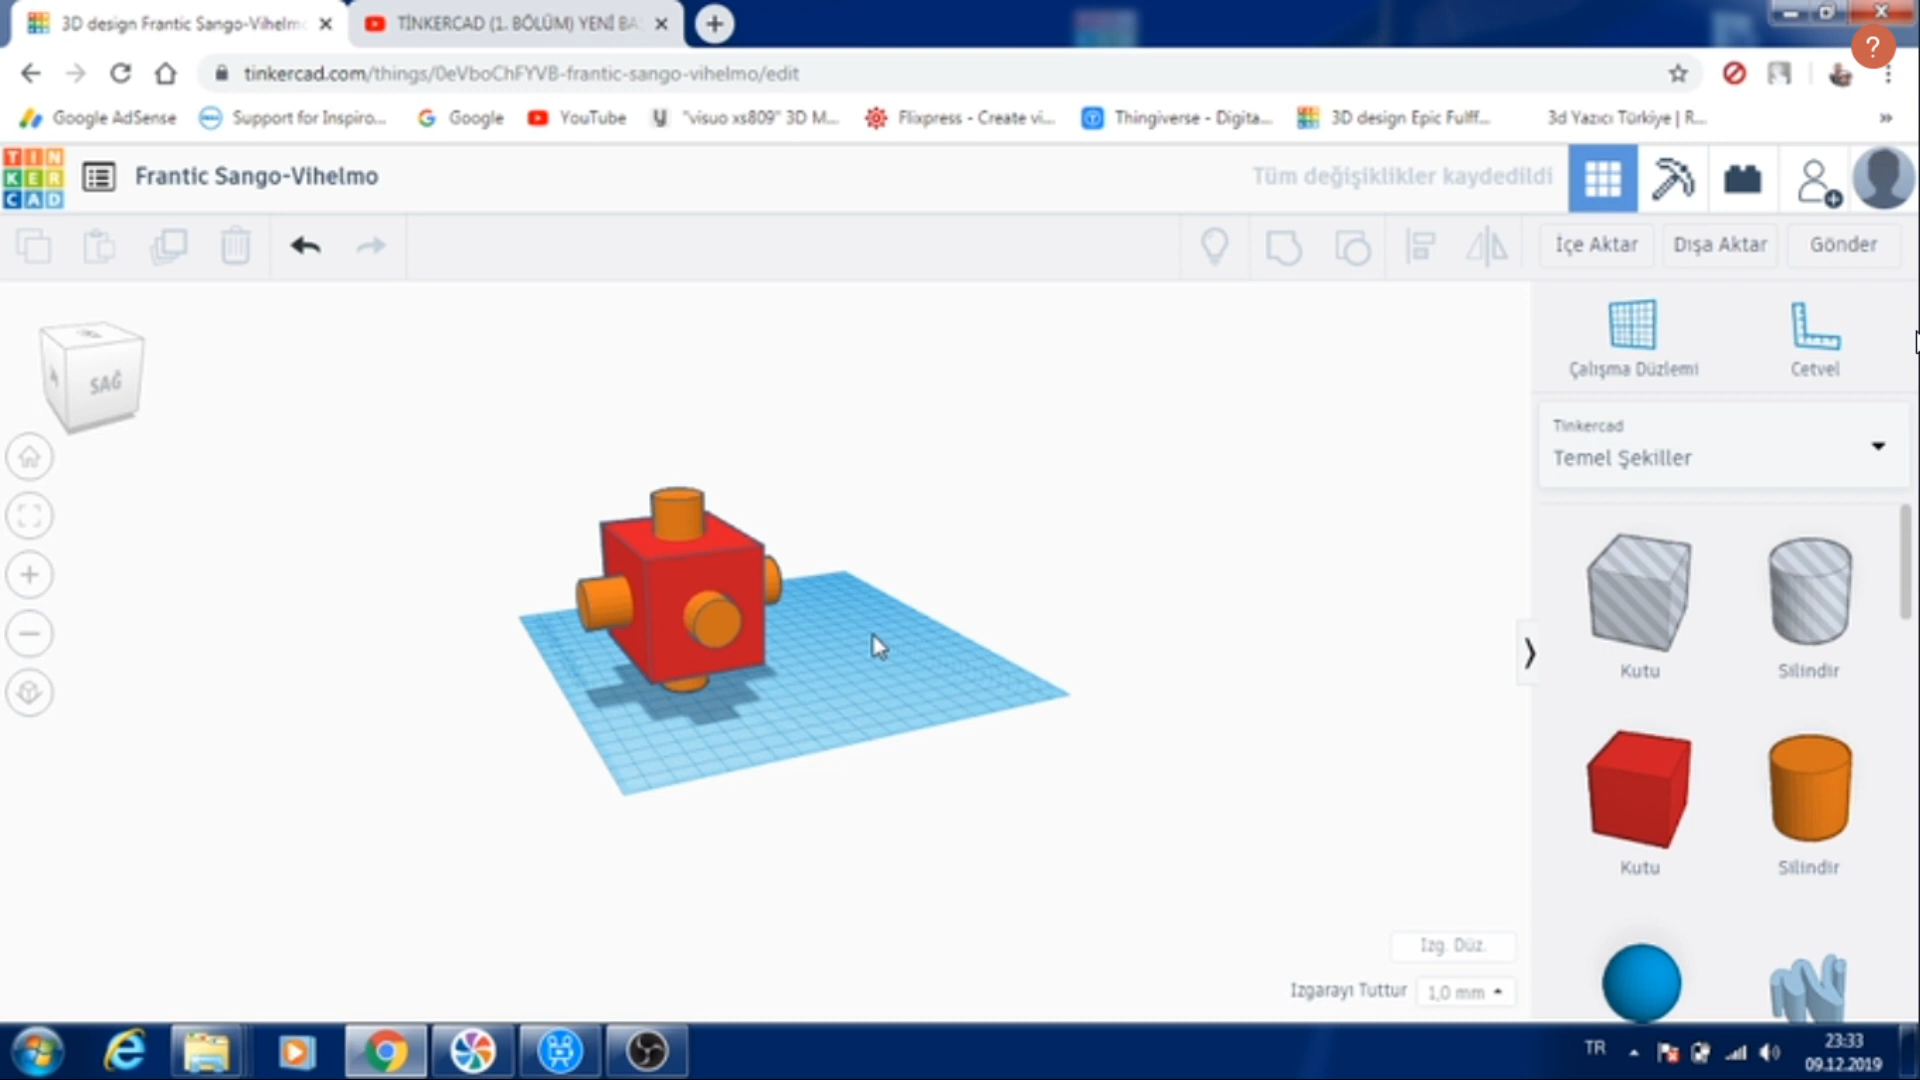 3D design Frantic Sango-Vihelmo
TİNKERCAD (1. BÖLÜM) YENİ BA
tinkercad.com/things/0eVboChFYVB-frantic-sango-vihelmo/edit
Google AdSense
Support for Inspiro...
Google
YouTube
"visuo xs809" 3D M...
Flixpress - Create vi...
Thingiverse - Digita...
3D design Epic Fulff...
3d Yazıcı Türkiye | R...
»
TIN
KER
CAD
Frantic Sango-Vihelmo
Tüm değişiklikler kaydedildi
?
İçe Aktar
Dışa Aktar
Gönder
SAĞ
Çalışma Düzlemi
Cetvel
Tinkercad
Temel Şekiller
Kutu
Silindir
Kutu
Silindir
Izg. Düz.
Izgarayı Tuttur
1,0 mm
TR
23:33
09.12.2019